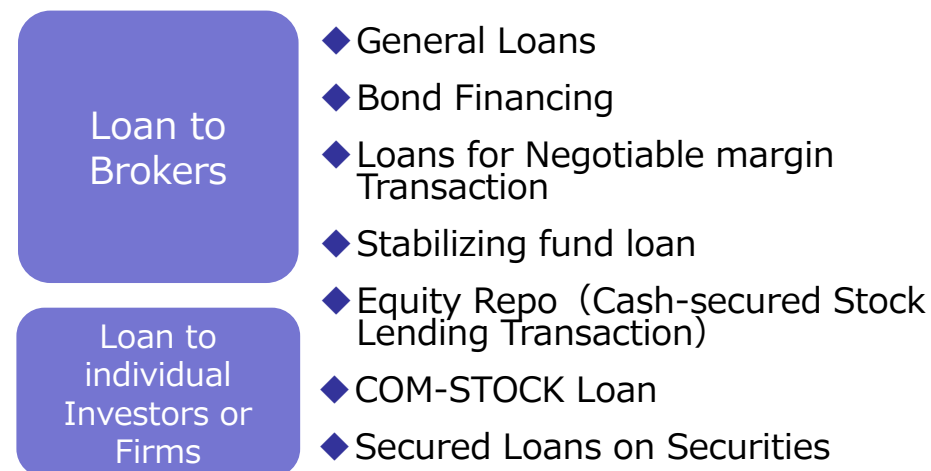 Loan to
Brokers
◆General Loans
◆Bond Financing
◆Loans for Negotiable margin
Transaction
◆Stabilizing fund loan
◆Equity Repo（Cash-secured Stock
Lending Transaction）
Loan to
individual
Investors or
Firms
◆COM-STOCK Loan
◆Secured Loans on Securities